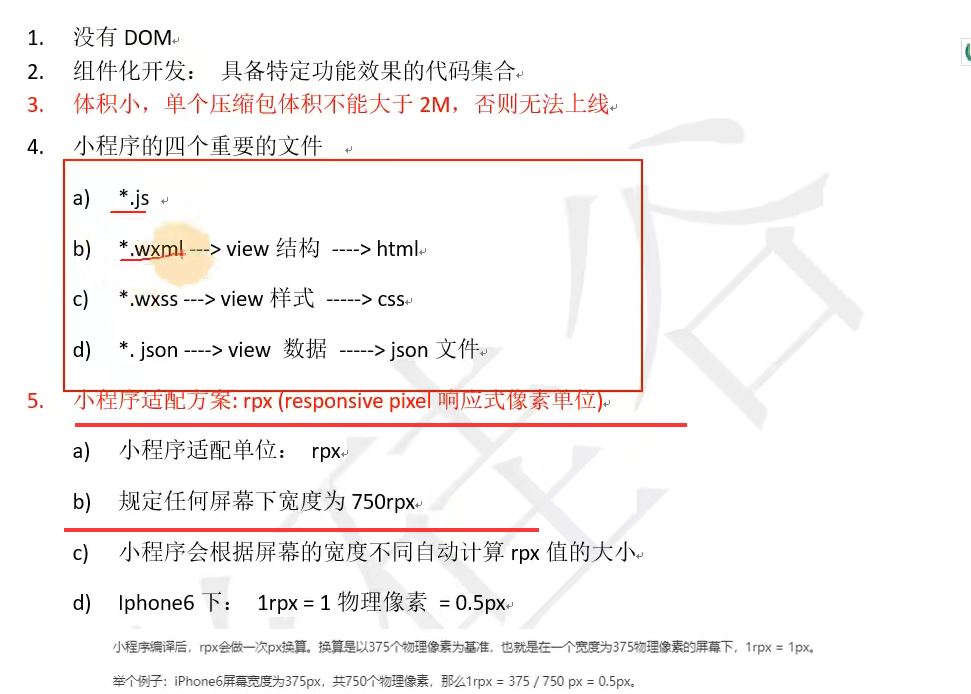 1. 没有 DOM
2. 组件化开发： 具备特定功能效果的代码集合
3. 体积小，单个压缩包体积不能大于 2M，否则无法上线
4. 小程序的四个重要的文件
a) *.js
b) *.wxml ---> view 结构 ----> html
c) *.wxss ---> view 样式 -----> css
d) *. json ----> view 数据 -----> json 文件
5. 小程序适配方案: rpx (responsive pixel 响应式像素单位)
a) 小程序适配单位： rpx
b) 规定任何屏幕下宽度为 750rpx
c) 小程序会根据屏幕的宽度不同自动计算 rpx 值的大小
d) Iphone6 下： 1rpx = 1 物理像素 = 0.5px
小程序编译后，rpx会做一次px换算。换算是以375个物理像素为基准，也就是在一个宽度为375物理像素的屏幕下，1rpx = 1px。
举个例子：iPhone6屏幕宽度为375px，共750个物理像素，那么1rpx = 375 / 750 px = 0.5px。